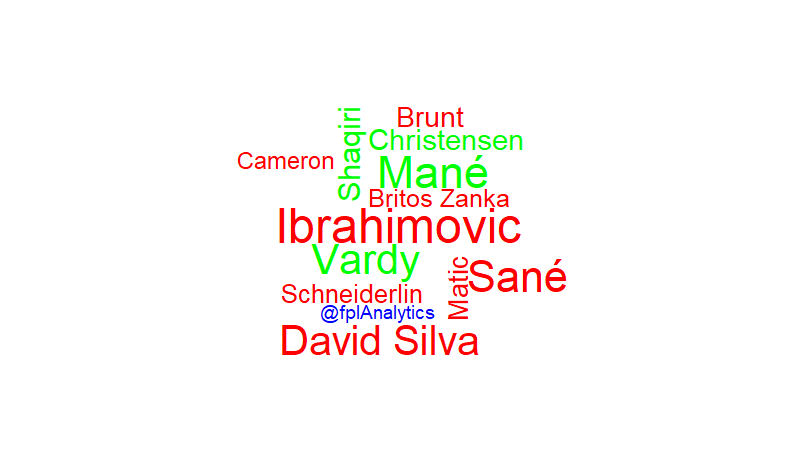 Brunt
Shaqiri
Christensen
Cameron
Mané
Britos Zanka
Ibrahimovic
Vardy
Matic
Sané
Schneiderlin
@fplAnalytics
David Silva